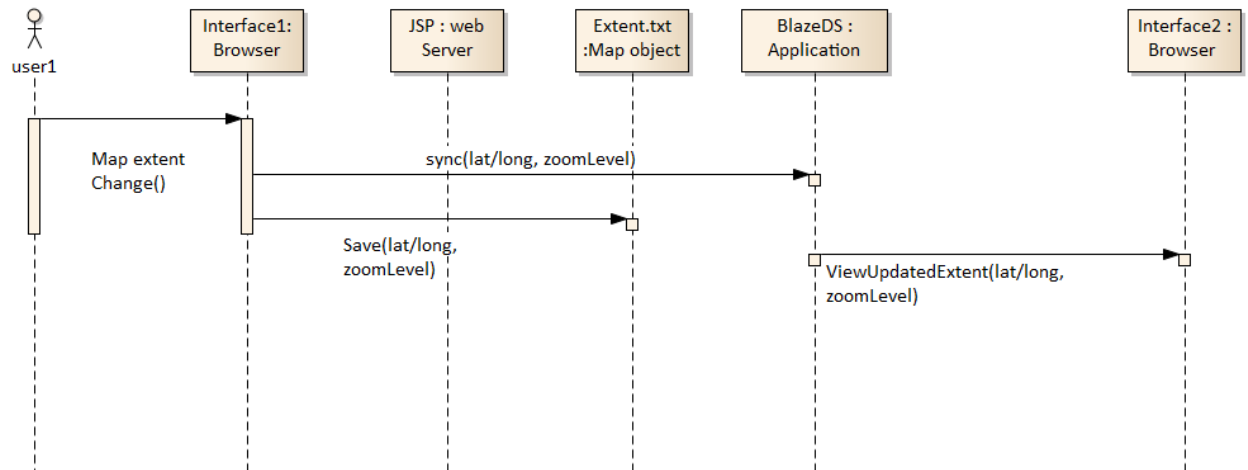 user1
Interface1:
Browser
JSP : web
Server
Extent.txt
:Map object
BlazeDS :
Application
Interface2 :
Browser
Map extent
Change()
sync(lat/long, zoomLevel)
Save(lat/long,
zoomLevel)
ViewUpdatedExtent(lat/long,
zoomLevel)